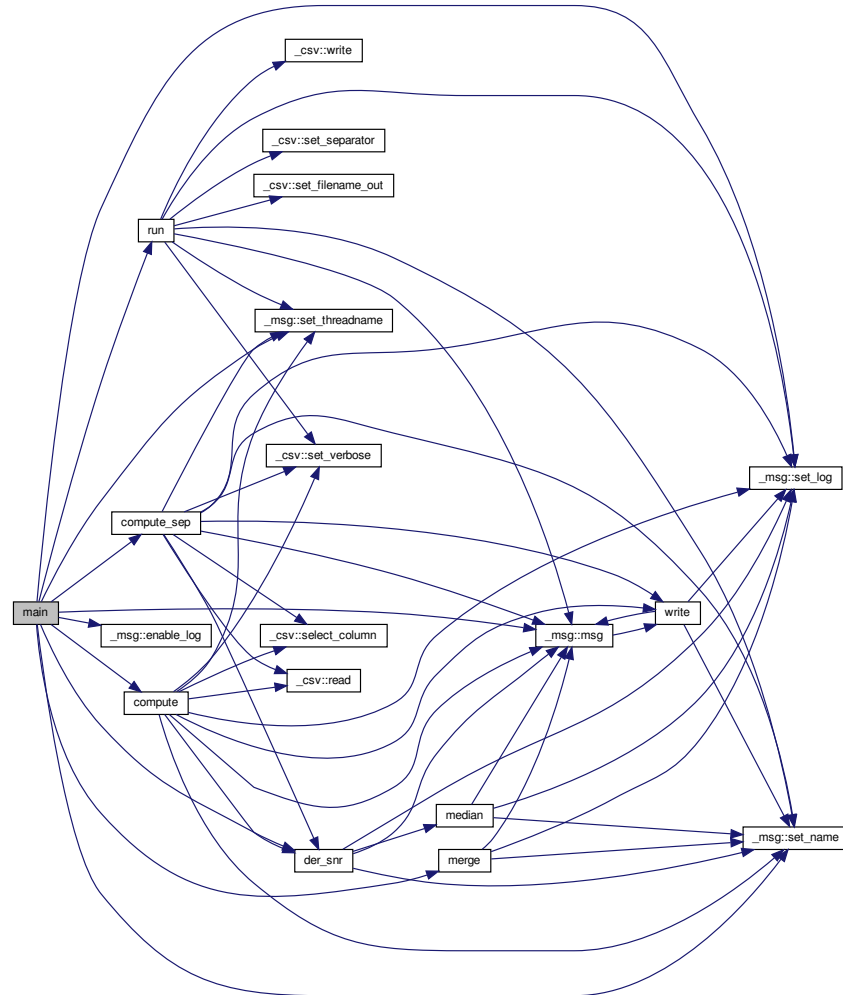 _csv::write
_csv::set_separator
_csv::set_filename_out
run
_msg::set_threadname
_csv::set_verbose
_msg::set_log
compute_sep
main
_msg::enable_log
_csv::select_column
_msg::msg
write
_csv::read
compute
median
_msg::set_name
der_snr
merge